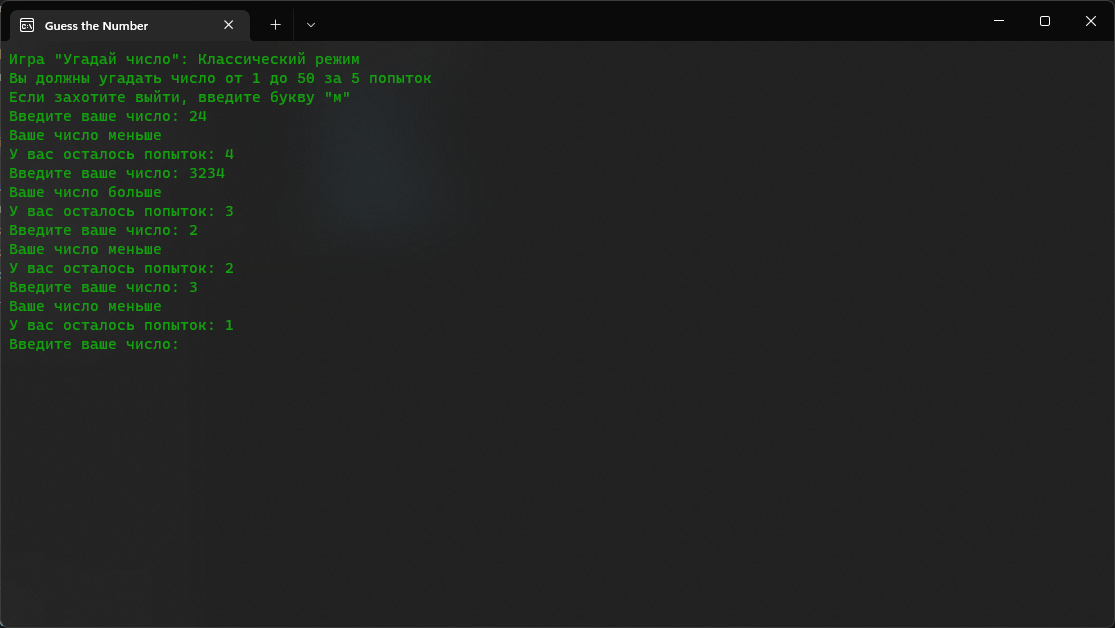 Guess the Number
Игра "Угадай число": Классический режим
Вы должны угадать число от 1 до 50 за 5 попыток
Если захотите выйти, введите букву "м"
Введите ваше число: 24
Ваше число меньше
У вас осталось попыток: 4
Введите ваше число: 3234
Ваше число больше
У вас осталось попыток: 3
Введите ваше число: 2
Ваше число меньше
У вас осталось попыток: 2
Введите ваше число: 3
Ваше число меньше
У вас осталось попыток: 1
Введите ваше число: